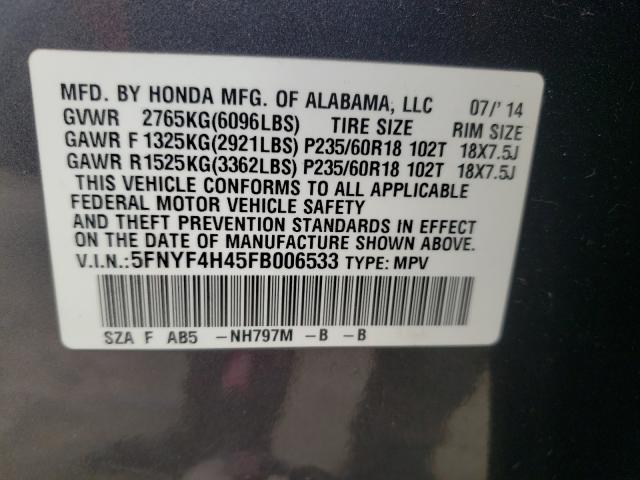 MFD. BY HONDA MFG. OF ALABAMA, LLC 07/'14
GVWR 2765KG(6096LBS) TIRE SIZE RIM SIZE
GAWR F 1325KG(2921LBS) P235/60R18 102T 18X7.5J
GAWR R 1525KG(3362LBS) P235/60R18 102T 18X7.5J
THIS VEHICLE CONFORMS TO ALL APPLICABLE
FEDERAL MOTOR VEHICLE SAFETY
AND THEFT PREVENTION STANDARDS IN EFFECT
ON THE DATE OF MANUFACTURE SHOWN ABOVE.
V.I.N.:5FNYF4H45FB006533 TYPE: MPV
SZA F AB5 -NH797M -B -B